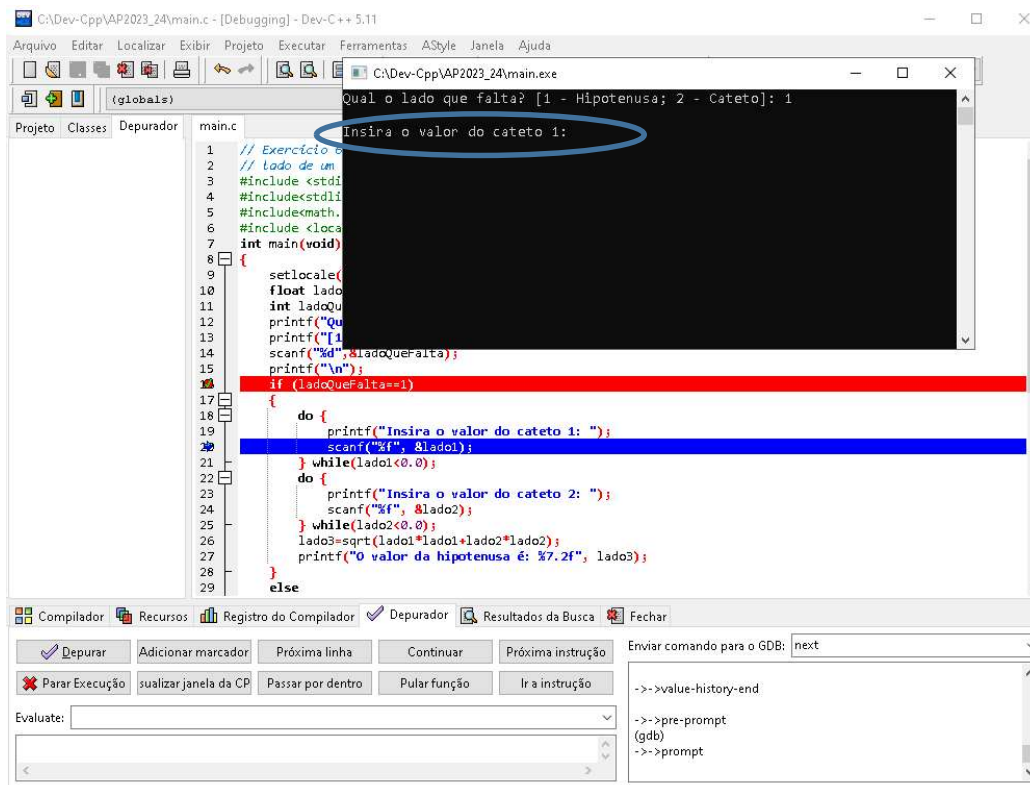 C:\Dev-Cpp\AP2023_24\main.c - [Debugging] - Dev-C++ 5.11
Arquivo Editar Localizar Exibir Projeto Executar Ferramentas AStyle Janela Ajuda
(globals)
Projeto Classes Depurador
main.c
C:\Dev-Cpp\AP2023_24\main.exe
Qual o lado que falta? [1 - Hipotenusa; 2 - Cateto]: 1
Insira o valor do cateto 1:
1 // Exercício
2 // lado de um
3 #include <stdi
4 #include<stdli
5 #include<math.
6 #include <loca
7 int main(void)
8 {
9 setlocale(
10 float lado
11 int ladoQu
12 printf("Qu
13 printf("[1
14 scanf("%d",&ladoQueFalta);
15 printf("\n");
if (ladoQueFalta==1)
17 {
18 do {
19 printf("Insira o valor do cateto 1: ");
scanf("%f", &lado1);
21 } while(lado1<0.0);
22 do {
23 printf("Insira o valor do cateto 2: ");
24 scanf("%f", &lado2);
25 } while(lado2<0.0);
26 lado3=sqrt(lado1*lado1+lado2*lado2);
27 printf("O valor da hipotenusa é: %7.2f", lado3);
28 }
29 else
Compilador Recursos Registro do Compilador Depurador Resultados da Busca Fechar
Depurar Adicionar marcador Próxima linha Continuar Próxima instrução
Parar Execução sualizar janela da CP Passar por dentro Pular função Ir a instrução
Evaluate:
Enviar comando para o GDB: next
->->value-history-end
->->pre-prompt
(gdb)
->->prompt